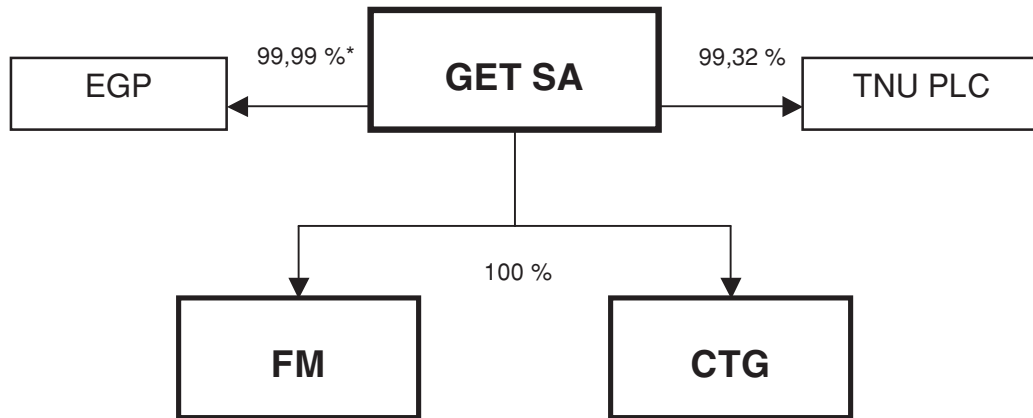 99,99 %*
GET SA
99,32 %
EGP
TNU PLC
100 %
FM
CTG